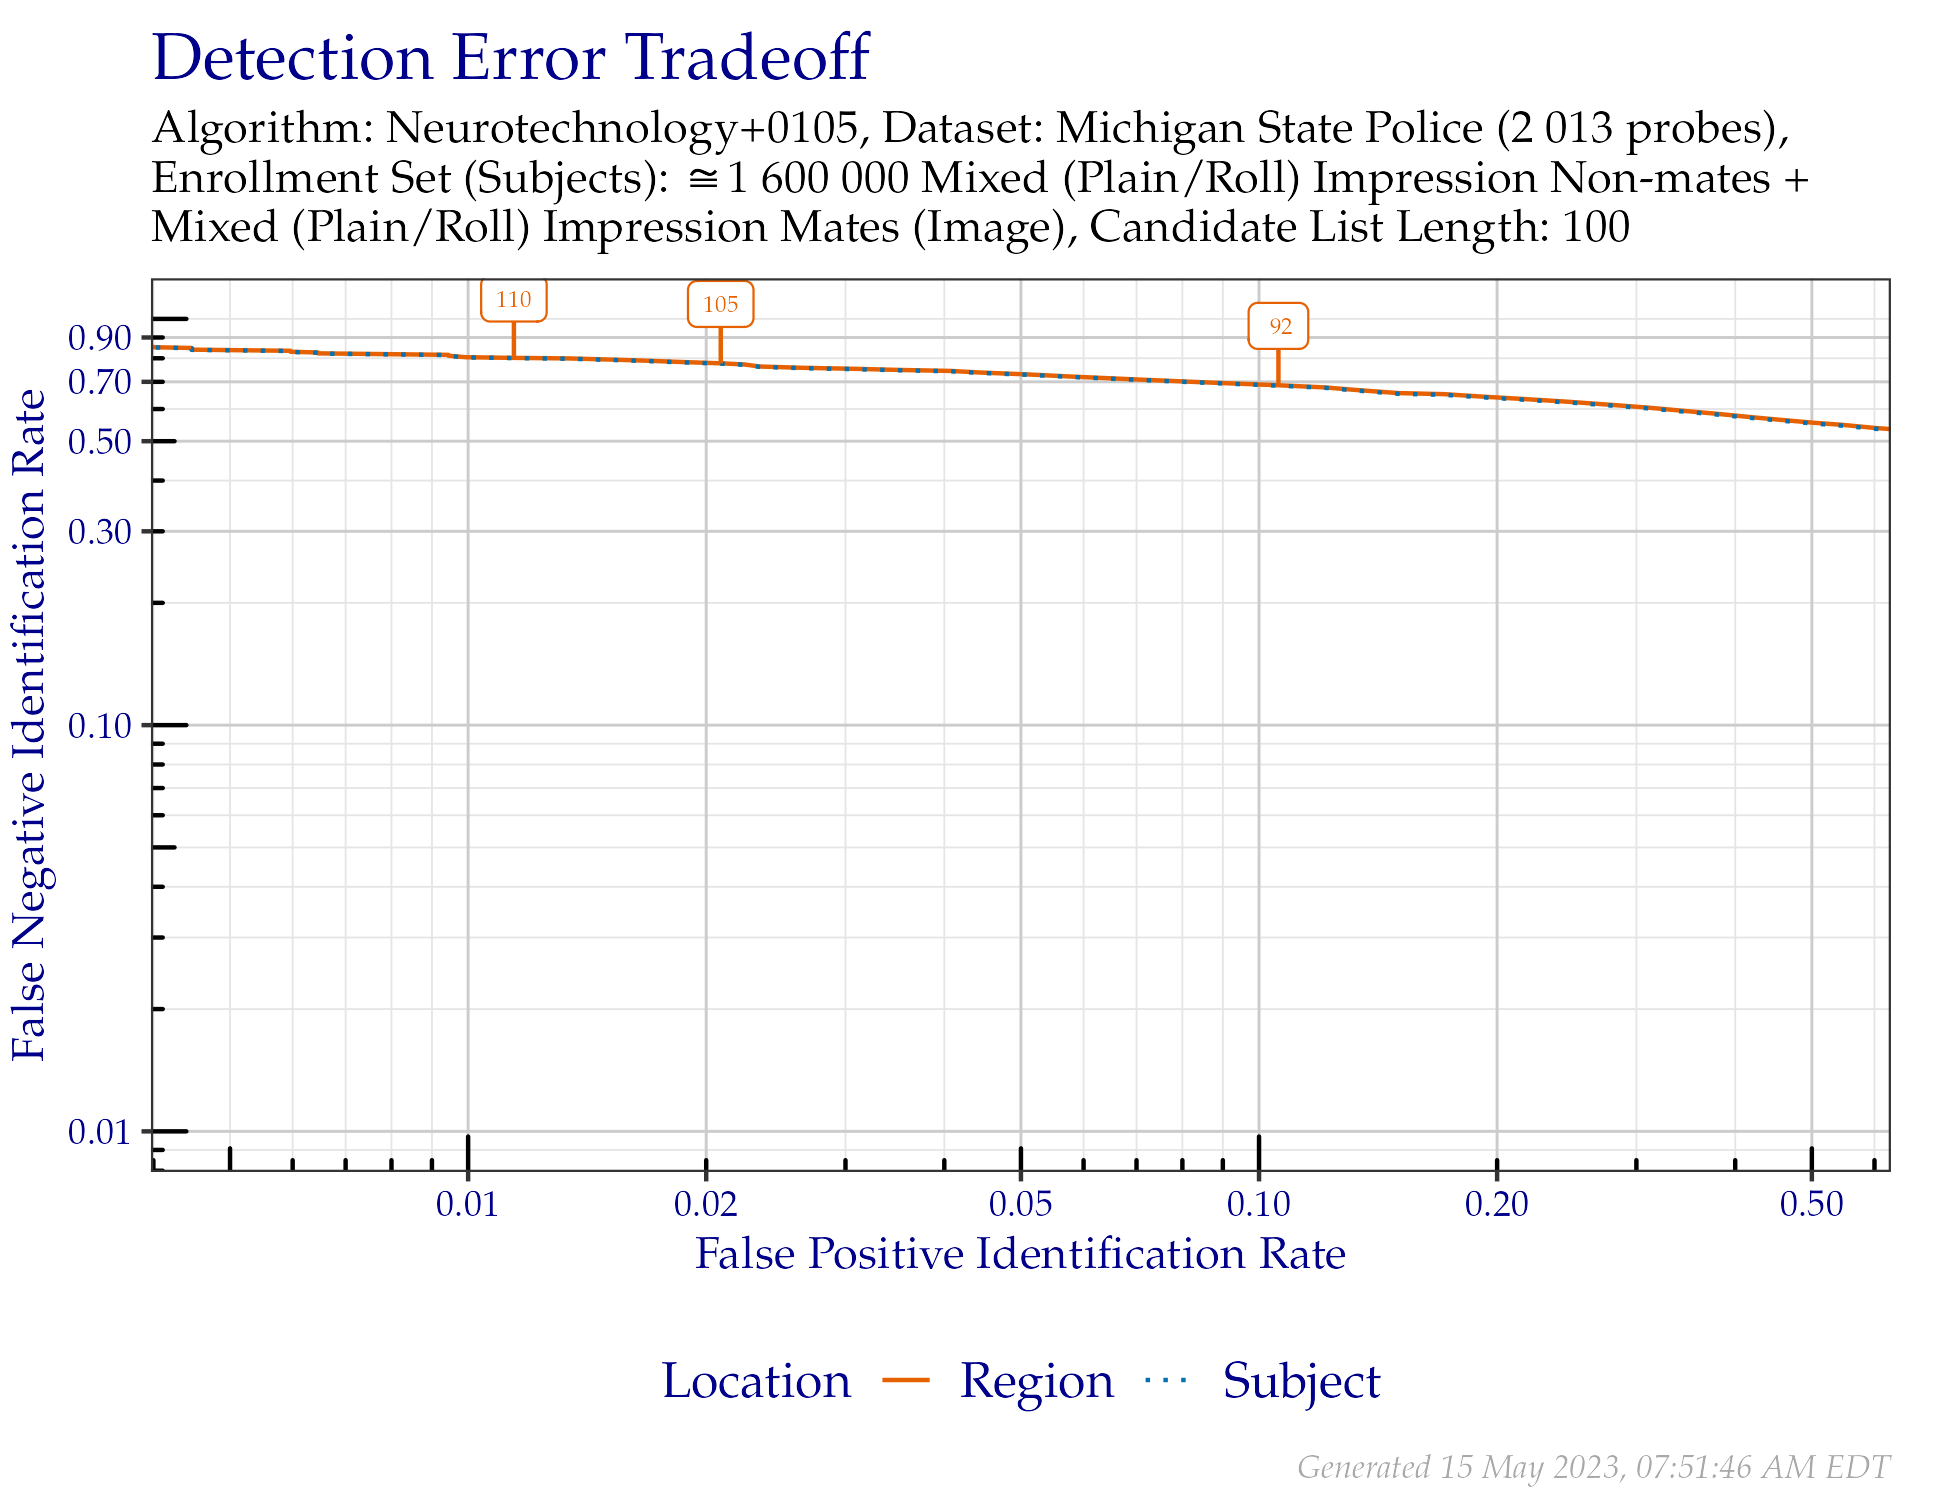 Detection Error Tradeoff
Algorithm: Neurotechnology+0105, Dataset: Michigan State Police (2 013 probes),
Enrollment Set (Subjects): ≅1 600 000 Mixed (Plain/Roll) Impression Non-mates +
Mixed (Plain/Roll) Impression Mates (Image), Candidate List Length: 100
110
105
92
False Negative Identification Rate
0.90
0.70
0.50
0.30
0.10
0.01
0.01
0.02
0.05
0.10
0.20
0.50
False Positive Identification Rate
Location Region Subject
Generated 15 May 2023, 07:51:46 AM EDT